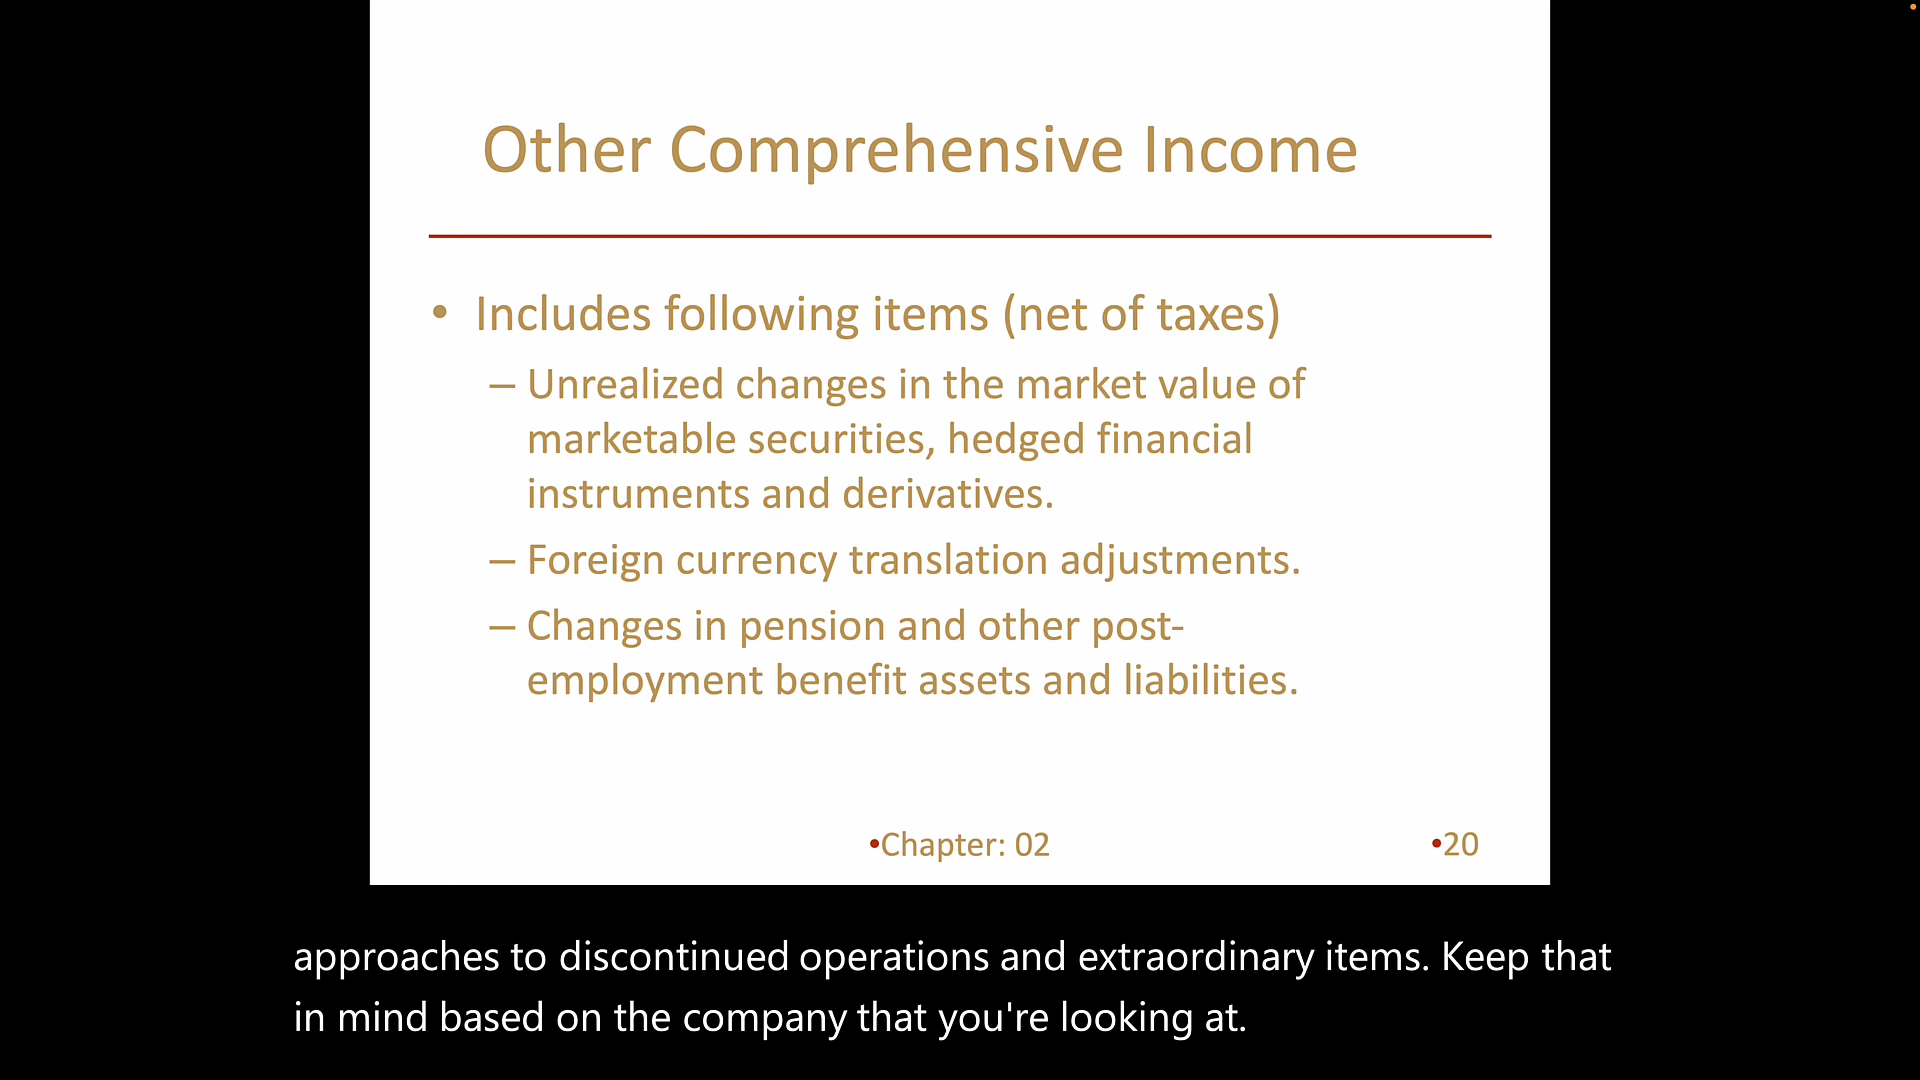 Other Comprehensive Income
• Includes following items (net of taxes)
– Unrealized changes in the market value of
marketable securities, hedged financial
instruments and derivatives.
– Foreign currency translation adjustments.
– Changes in pension and other post-
employment benefit assets and liabilities.
•Chapter: 02
•20
approaches to discontinued operations and extraordinary items. Keep that
in mind based on the company that you're looking at.